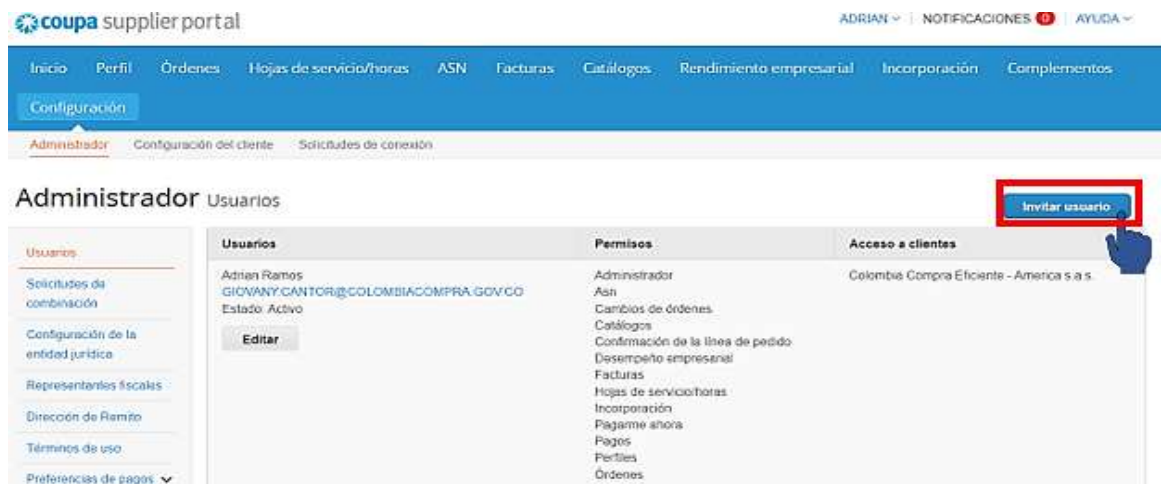 coupa supplier portal
ADRIAN NOTIFICACIONES 0 AYUDA
Inicio Perfil Órdenes Hojas de servicio/horas ASN Facturas Catálogos Rendimiento empresarial Incorporación Complementos
Configuración
Administrador Configuración del cliente Solicitudes de conexión
Administrador Usuarios
Invitar usuario
Usuarios
Solicitudes de
combinación
Configuración de la
entidad jurídica
Representantes fiscales
Dirección de Remito
Términos de uso
Preferencias de pagos
Usuarios Permisos Acceso a clientes
Adrian Ramos
GIOVANY.CANTOR@COLOMBIACOMPRA.GOV.CO
Estado: Activo
Editar
Administrador
Asn
Cambios de órdenes
Catálogos
Confirmación de la línea de pedido
Desempeño empresarial
Facturas
Hojas de servicio/horas
Incorporación
Pagarme ahora
Pagos
Perfiles
Órdenes
Colombia Compra Eficiente - America s.a.s.